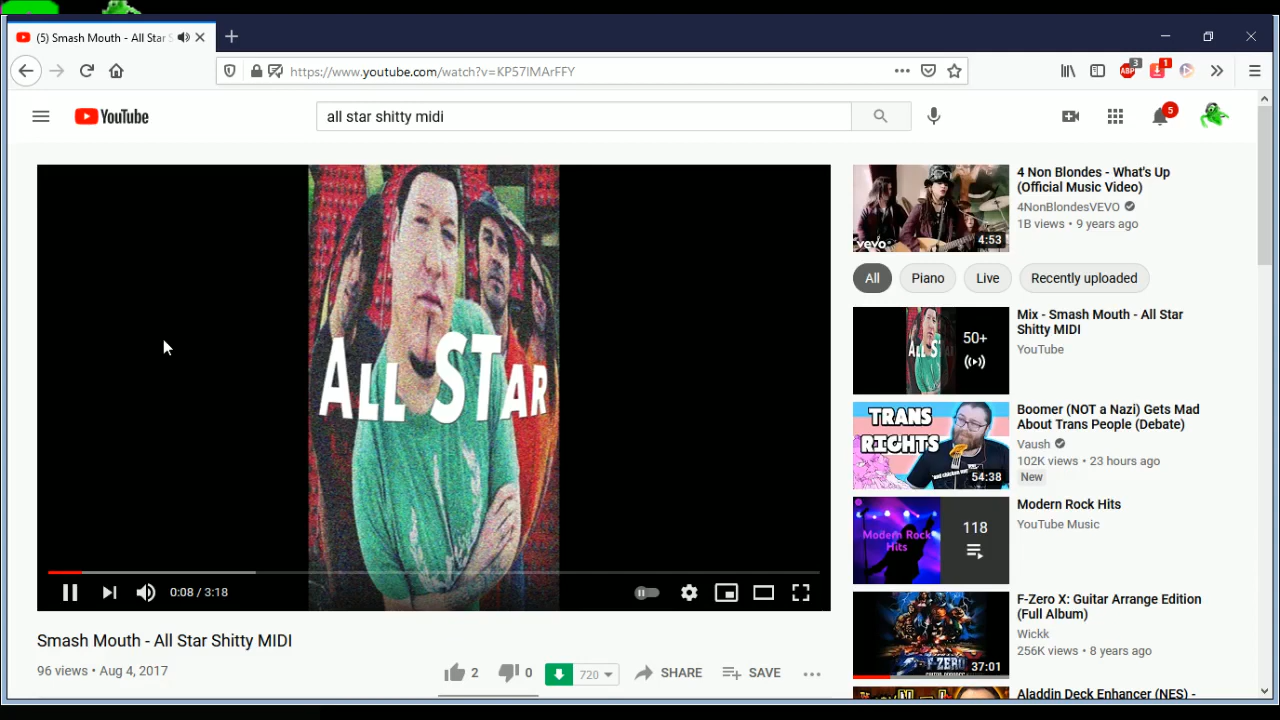 (5) Smash Mouth - All Star S
https://www.youtube.com/watch?v=KP57lMArFFY
3
ABP
1
YouTube
all star shitty midi
5
ALL STAR
0:08 / 3:18
Smash Mouth - All Star Shitty MIDI
96 views • Aug 4, 2017
2
0
720
SHARE
SAVE
vevo
4:53
4 Non Blondes - What's Up
(Official Music Video)
4NonBlondesVEVO
1B views • 9 years ago
All
Piano
Live
Recently uploaded
50+
Mix - Smash Mouth - All Star
Shitty MIDI
YouTube
TRANS
RIGHTS
54:38
Boomer (NOT a Nazi) Gets Mad
About Trans People (Debate)
Vaush
102K views • 23 hours ago
New
Modern Rock
Hits
118
Modern Rock Hits
YouTube Music
F-ZERO
37:01
F-Zero X: Guitar Arrange Edition
(Full Album)
Wickk
256K views • 8 years ago
Aladdin Deck Enhancer (NES) -